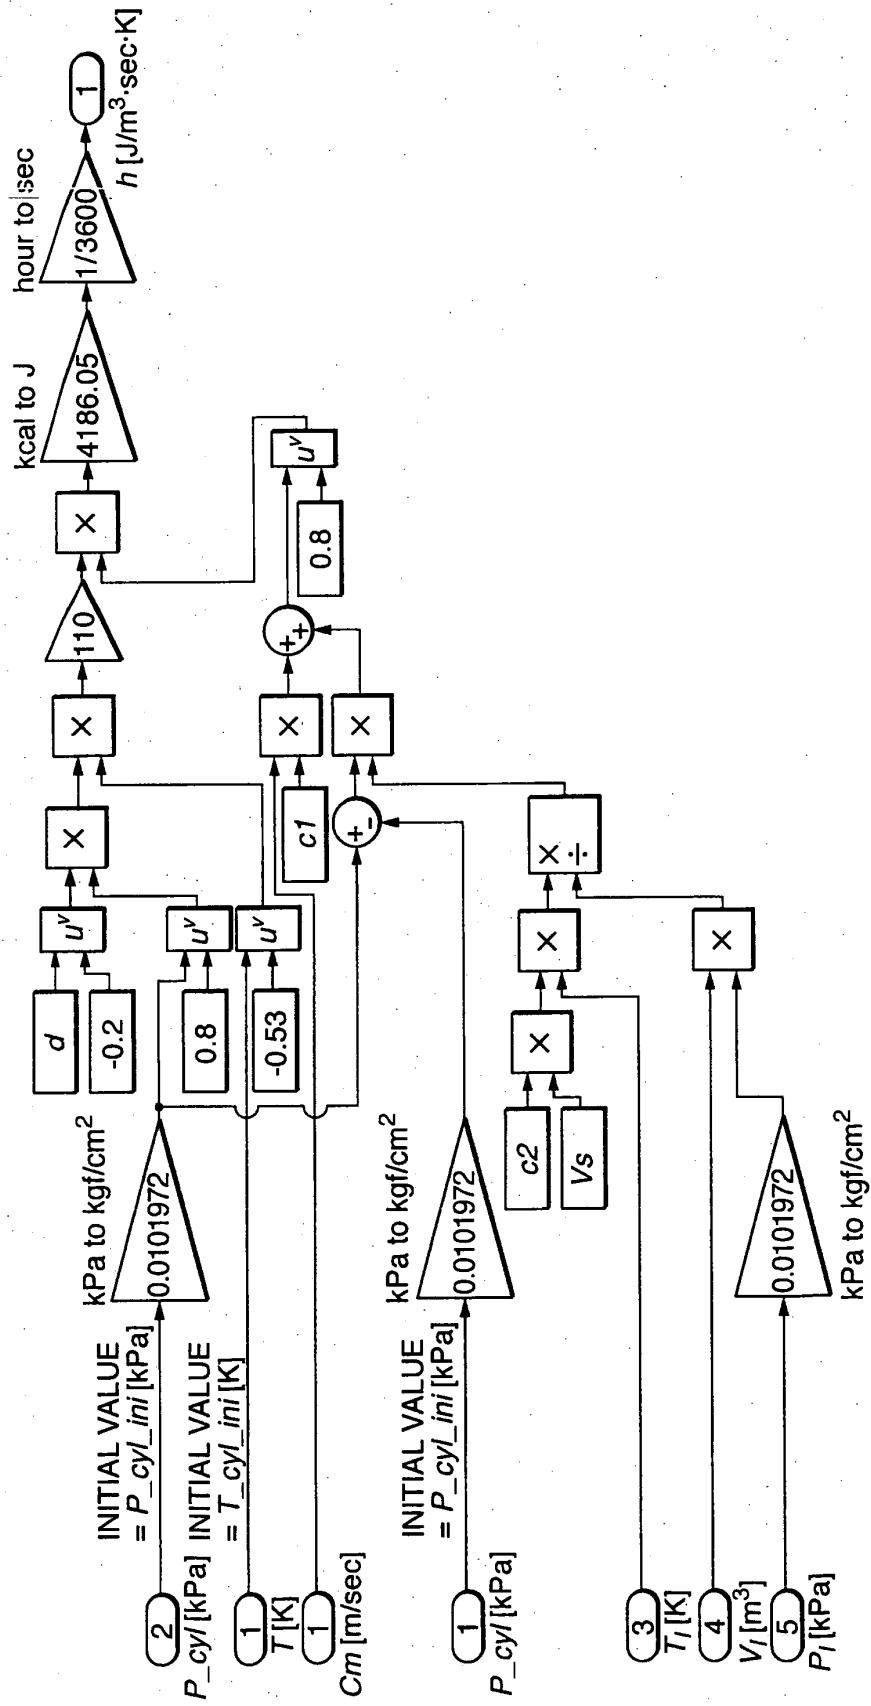 INITIAL VALUE
= P_cyl_ini [kPa]
2
P_cyl [kPa]
kPa to kgf/cm²
0.0101972
d
-0.2
u^v
×
×
110
×
kcal to J
4186.05
hour to sec
1/3600
1
h [J/m³·sec·K]
0.8
u^v
INITIAL VALUE
= T_cyl_ini [K]
1
T [K]
-0.53
u^v
1
Cm [m/sec]
c1
×
+
+
0.8
u^v
INITIAL VALUE
= P_cyl_ini [kPa]
1
P_cyl [kPa]
kPa to kgf/cm²
0.0101972
+
-
×
c2
Vs
×
×
×
÷
3
T_I [K]
4
V_I [m³]
×
5
P_I [kPa]
0.0101972
kPa to kgf/cm²